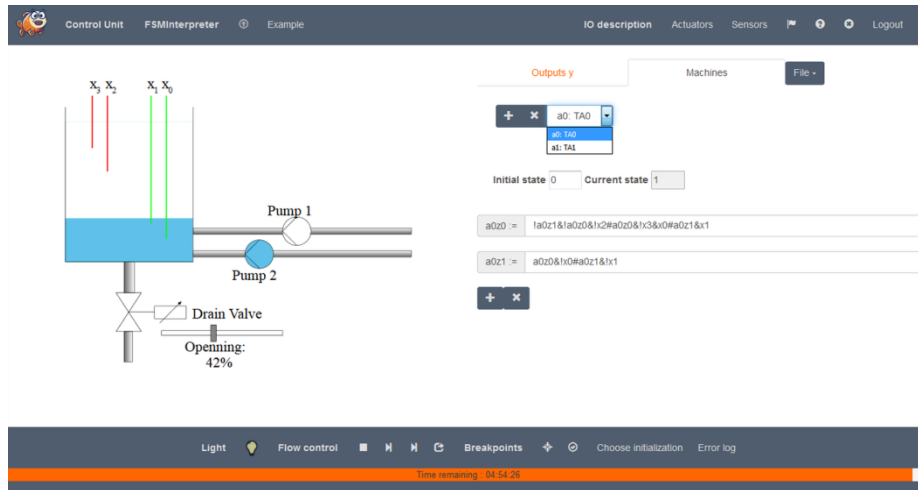 Control Unit FSMInterpreter Example IO description Actuators Sensors Logout
Outputs y Machines File
X3 X2 X1 X0
a0: TA0
a0: TA0
a1: TA1
Initial state 0 Current state 1
Pump 1
a0z0 := !a0z1&!a0z0&!x2#a0z0&!x3&x0#a0z1&x1
a0z1 := a0z0&!x0#a0z1&!x1
Pump 2
Drain Valve
Openning:
42%
Light Flow control Breakpoints Choose initialization Error log
Time remaining : 04:54:26